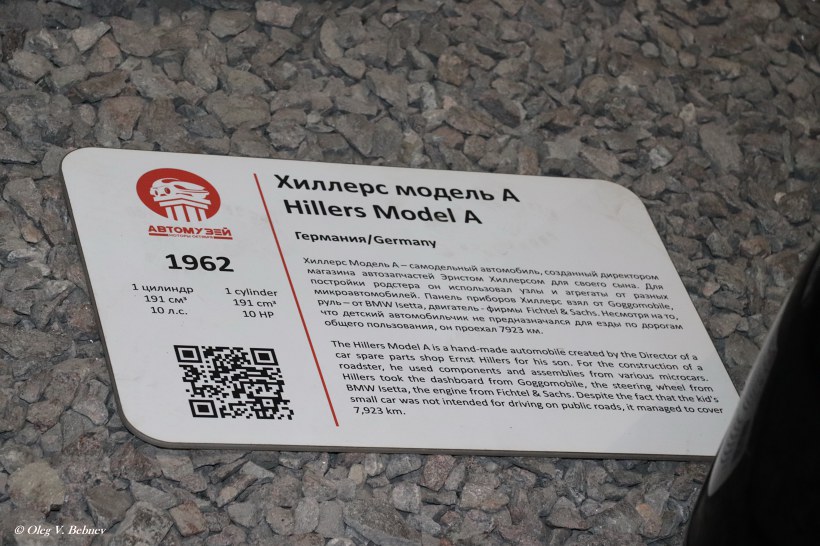 АВТОМУЗЕЙ
1962
1 цилиндр
191 см³
10 л.с.
1 cylinder
191 cm³
10 HP
Хиллерс модель А
Hillers Model A
Германия/Germany
Хиллерс Модель А – самодельный автомобиль, созданный директором
магазина автозапчастей Эрнстом Хиллерсом для своего сына. Для
постройки родстера он использовал узлы и агрегаты от разных
микроавтомобилей. Панель приборов Хиллерс взял от Goggomobile,
руль – от BMW Isetta, двигатель - фирмы Fichtel & Sachs. Несмотря на то,
что детский автомобильчик не предназначался для езды по дорогам
общего пользования, он проехал 7923 км.
The Hillers Model A is a hand-made automobile created by the Director of a
car spare parts shop Ernst Hillers for his son. For the construction of a
roadster, he used components and assemblies from various microcars.
Hillers took the dashboard from Goggomobile, the steering wheel from
BMW Isetta, the engine from Fichtel & Sachs. Despite the fact that the kid's
small car was not intended for driving on public roads, it managed to cover
7,923 km.
© Oleg V. Bebnev